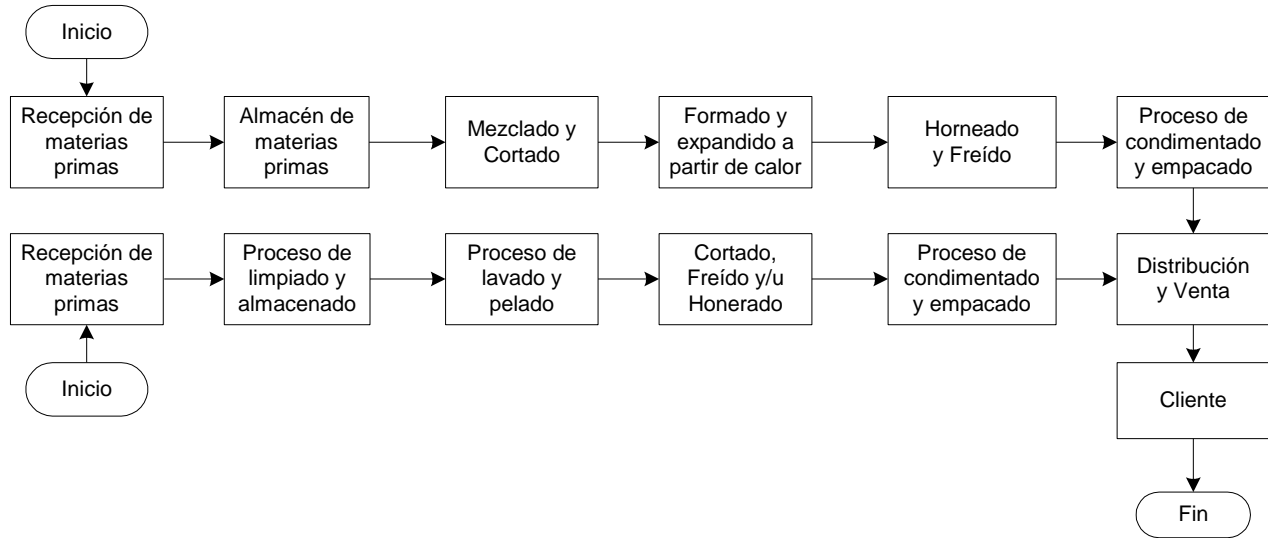 Inicio
Recepción de
materias
primas
Almacén de
materias
primas
Mezclado y
Cortado
Formado y
expandido a
partir de calor
Horneado
y Freído
Proceso de
condimentado
y empacado
Recepción de
materias
primas
Proceso de
limpiado y
almacenado
Proceso de
lavado y
pelado
Cortado,
Freído y/u
Honerado
Proceso de
condimentado
y empacado
Distribución
y Venta
Inicio
Cliente
Fin